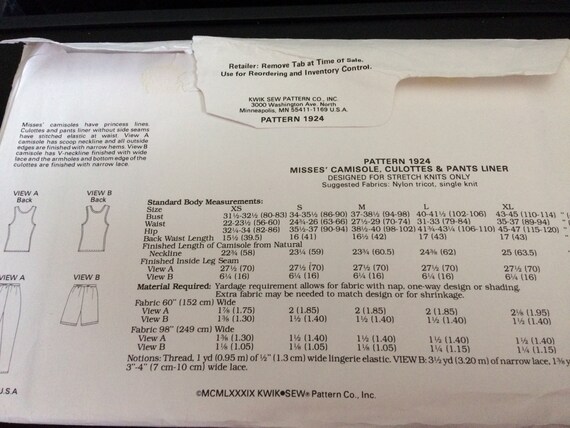 Retailer: Remove Tab at Time of Sale.
Use for Reordering and Inventory Control.
KWIK SEW PATTERN CO., INC.
3000 Washington Ave. North
Minneapolis, MN 55411-1169 U.S.A.
PATTERN 1924
Misses' camisoles have princess lines.
Culottes and pants liner without side seams
have stitched elastic at waist. View A
camisole has scoop neckline and all outside
edges are finished with narrow hems. View B
camisole has V-neckline finished with wide
lace and the armholes and bottom edge of the
culottes are finished with narrow lace.
PATTERN 1924
MISSES' CAMISOLE, CULOTTES & PANTS LINER
DESIGNED FOR STRETCH KNITS ONLY
Suggested Fabrics: Nylon tricot, single knit
VIEW A
Back
VIEW B
Back
Standard Body Measurements:
Size XS S M L XL
Bust 31½-32½ (80-83) 34-35½ (86-90) 37-38½ (94-98) 40-41½ (102-106) 43-45 (110-114) "
Waist 22-23½ (56-60) 24¾-26½ (63-67) 27½-29 (70-74) 31-33 (79-84) 35-37 (89-94) "
Hip 32¼-34 (82-86) 35½-37 (90-94) 38½-40 (98-102) 41¾-43½ (106-110) 45-47 (115-120) "
Back Waist Length 15½ (39.5) 16 (41) 16½ (42) 17 (43) 17 (43)
Finished Length of Camisole from Natural
Neckline 22¾ (58) 23¼ (59) 23¾ (60.5) 24⅜ (62) 25 (63.5)
Finished Inside Leg Seam
View A 27½ (70) 27½ (70) 27½ (70) 27½ (70) 27½ (70)
View B 6¼ (16) 6¼ (16) 6¼ (16) 6¼ (16) 6¼ (16)
Material Required: Yardage requirement allows for fabric with nap, one-way design or shading.
Extra fabric may be needed to match design or for shrinkage.
VIEW A
VIEW B
Fabric 60" (152 cm) Wide
View A 1⅞ (1.75) 2 (1.85) 2 (1.85) 2 (1.85) 2⅛ (1.95)
View B 1⅜ (1.30) 1½ (1.40) 1½ (1.40) 1½ (1.40) 1½ (1.40)
Fabric 98" (249 cm) Wide
View A 1⅜ (1.30) 1½ (1.40) 1½ (1.40) 1½ (1.40) 1½ (1.40)
View B 1⅛ (1.05) 1⅛ (1.05) 1⅛ (1.05) 1¼ (1.15) 1¼ (1.15)
Notions: Thread, 1 yd (0.95 m) of ½" (1.3 cm) wide lingerie elastic. VIEW B: 3½ yd (3.20 m) of narrow lace, 1⅜ y
3"-4" (7 cm-10 cm) wide lace.
U.S.A
©MCMLXXXIX KWIK•SEW® Pattern Co., Inc.